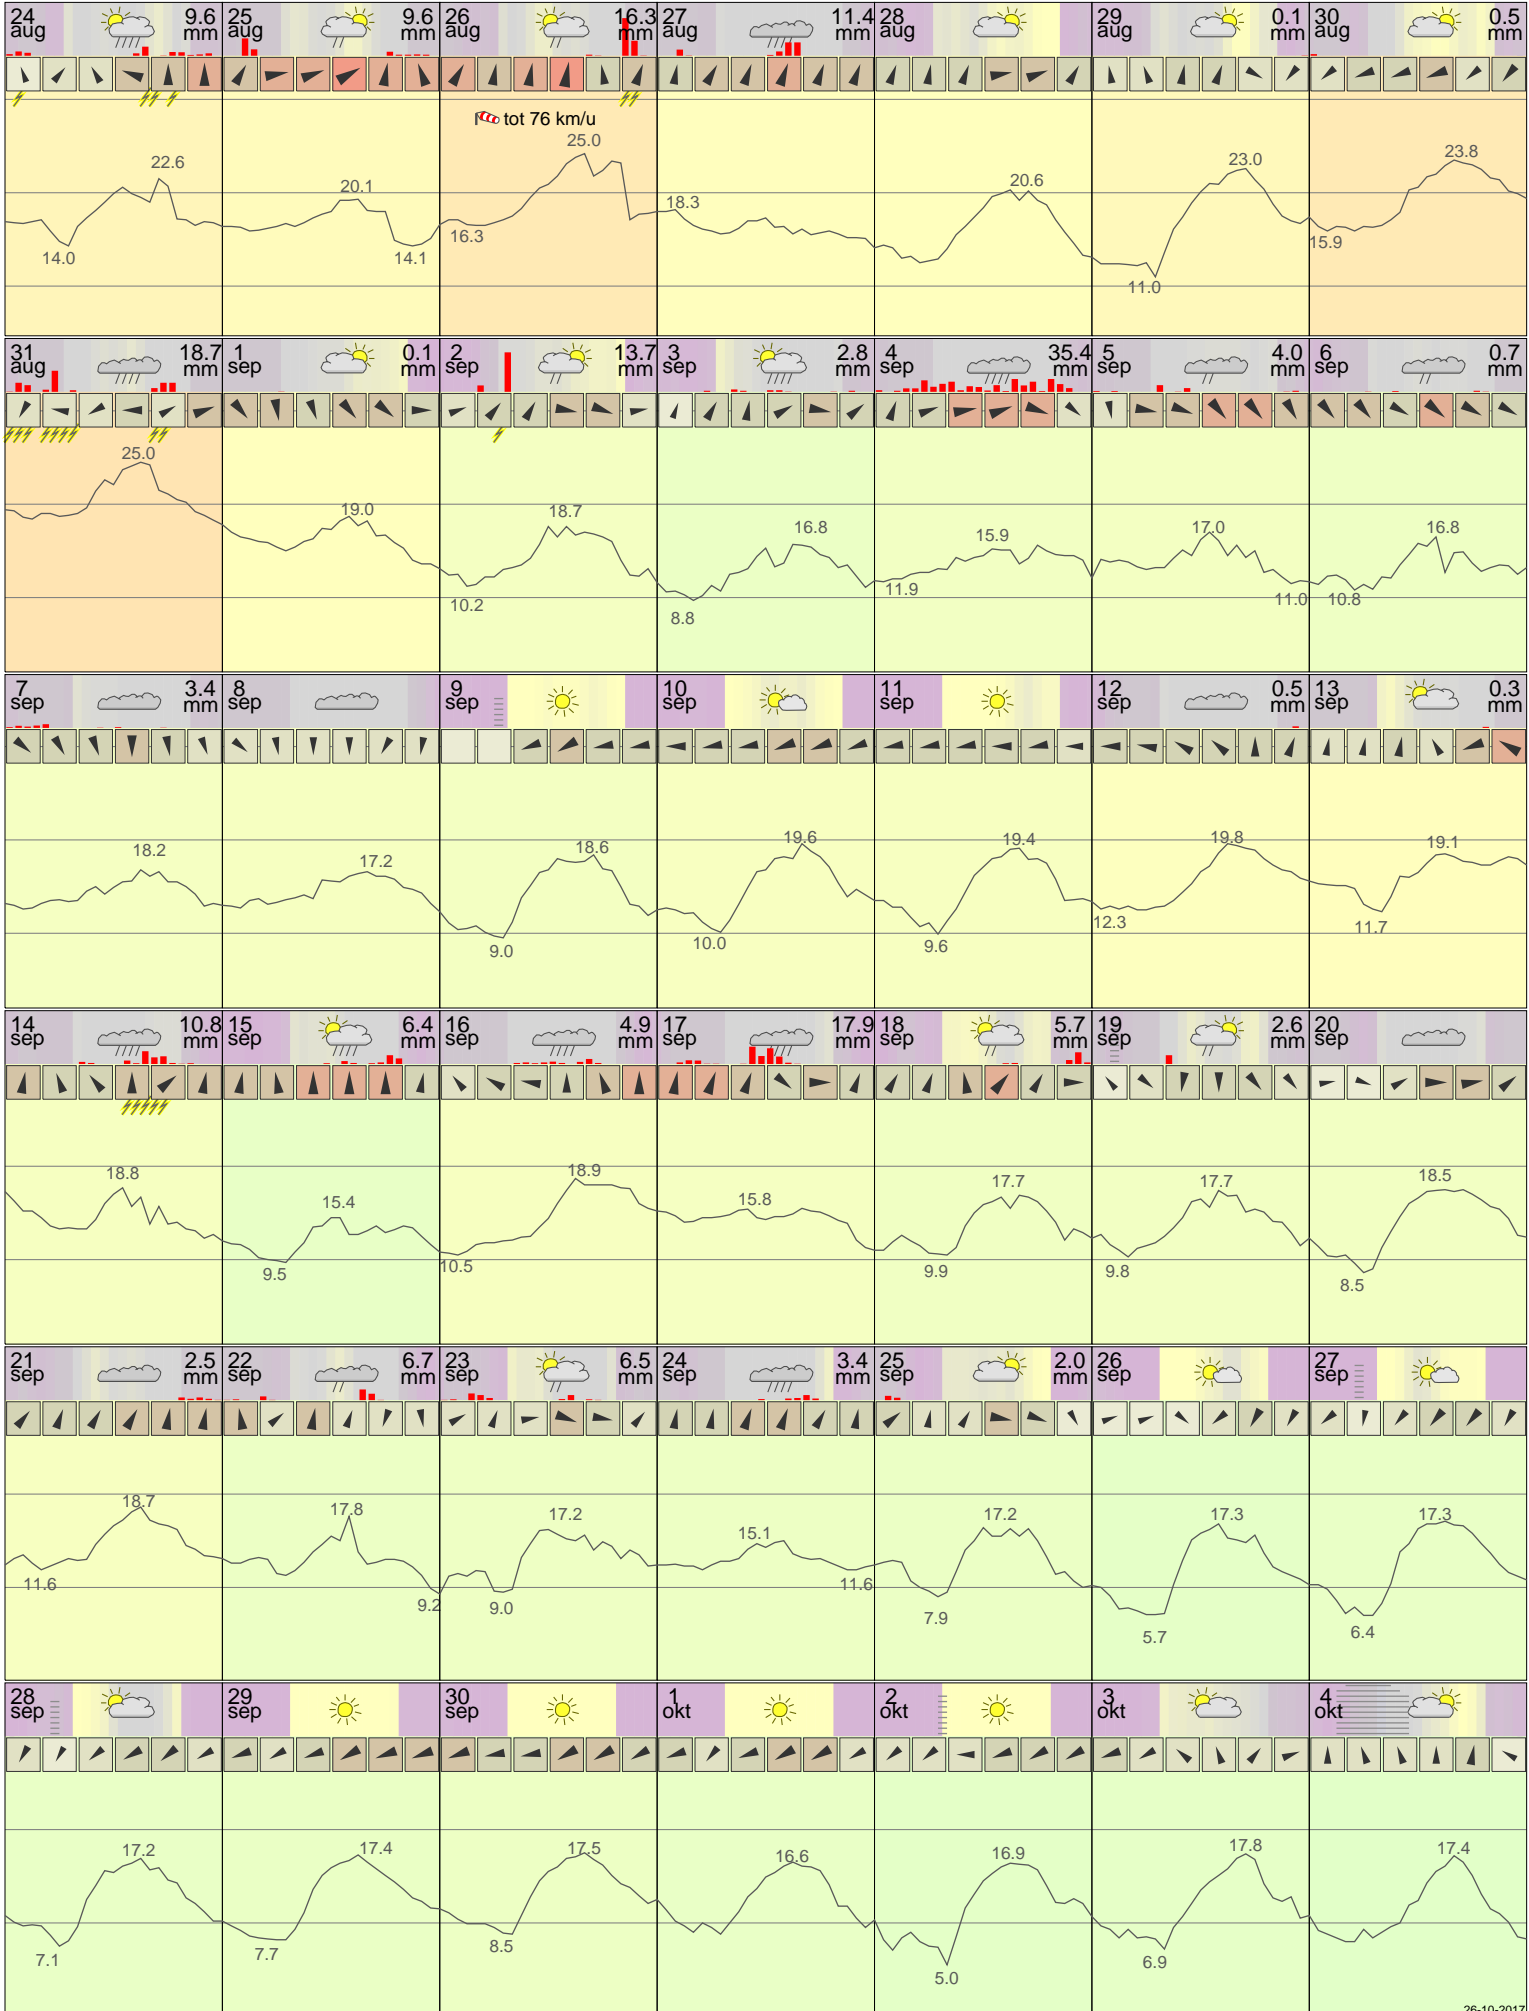 24 aug 9.6 mm
25 aug 9.6 mm
26 aug 16.3 mm
27 aug 11.4 mm
28 aug
29 aug 0.1 mm
30 aug 0.5 mm
tot 76 km/u
22.6 14.0 20.1 14.1 16.3 25.0 18.3 20.6 11.0 23.0 15.9 23.8
31 aug 18.7 mm
1 sep 0.1 mm
2 sep 13.7 mm
3 sep 2.8 mm
4 sep 35.4 mm
5 sep 4.0 mm
6 sep 0.7 mm
25.0 19.0 10.2 18.7 8.8 16.8 11.9 15.9 17.0 11.0 10.8 16.8
7 sep 3.4 mm
8 sep
9 sep
10 sep
11 sep
12 sep 0.5 mm
13 sep 0.3 mm
18.2 17.2 9.0 18.6 10.0 19.6 9.6 19.4 12.3 19.8 11.7 19.1
14 sep 10.8 mm
15 sep 6.4 mm
16 sep 4.9 mm
17 sep 17.9 mm
18 sep 5.7 mm
19 sep 2.6 mm
20 sep
18.8 9.5 15.4 10.5 18.9 15.8 9.9 17.7 9.8 17.7 8.5 18.5
21 sep 2.5 mm
22 sep 6.7 mm
23 sep 6.5 mm
24 sep 3.4 mm
25 sep 2.0 mm
26 sep
27 sep
11.6 18.7 17.8 9.2 9.0 17.2 15.1 11.6 7.9 17.2 5.7 17.3 6.4 17.3
28 sep
29 sep
30 sep
1 okt
2 okt
3 okt
4 okt
7.1 17.2 7.7 17.4 8.5 17.5 16.6 5.0 16.9 6.9 17.8 17.4
26-10-2017